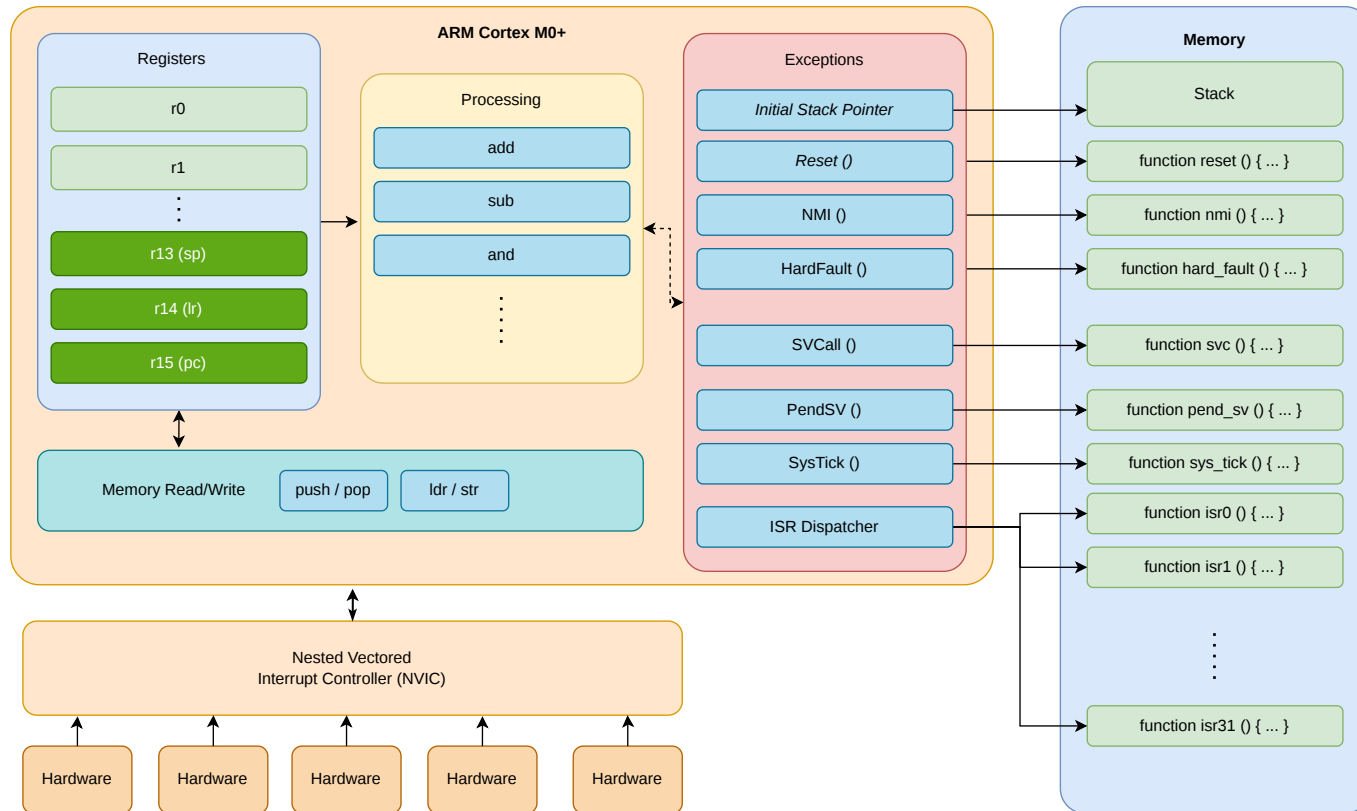 ARM Cortex M0+
Registers
r0
r1
r13 (sp)
r14 (lr)
r15 (pc)
Processing
add
sub
and
Memory Read/Write
push / pop
ldr / str
Exceptions
Initial Stack Pointer
Reset ()
NMI ()
HardFault ()
SVCall ()
PendSV ()
SysTick ()
ISR Dispatcher
Memory
Stack
function reset () { ... }
function nmi () { ... }
function hard_fault () { ... }
function svc () { ... }
function pend_sv () { ... }
function sys_tick () { ... }
function isr0 () { ... }
function isr1 () { ... }
function isr31 () { ... }
Nested Vectored
Interrupt Controller (NVIC)
Hardware
Hardware
Hardware
Hardware
Hardware